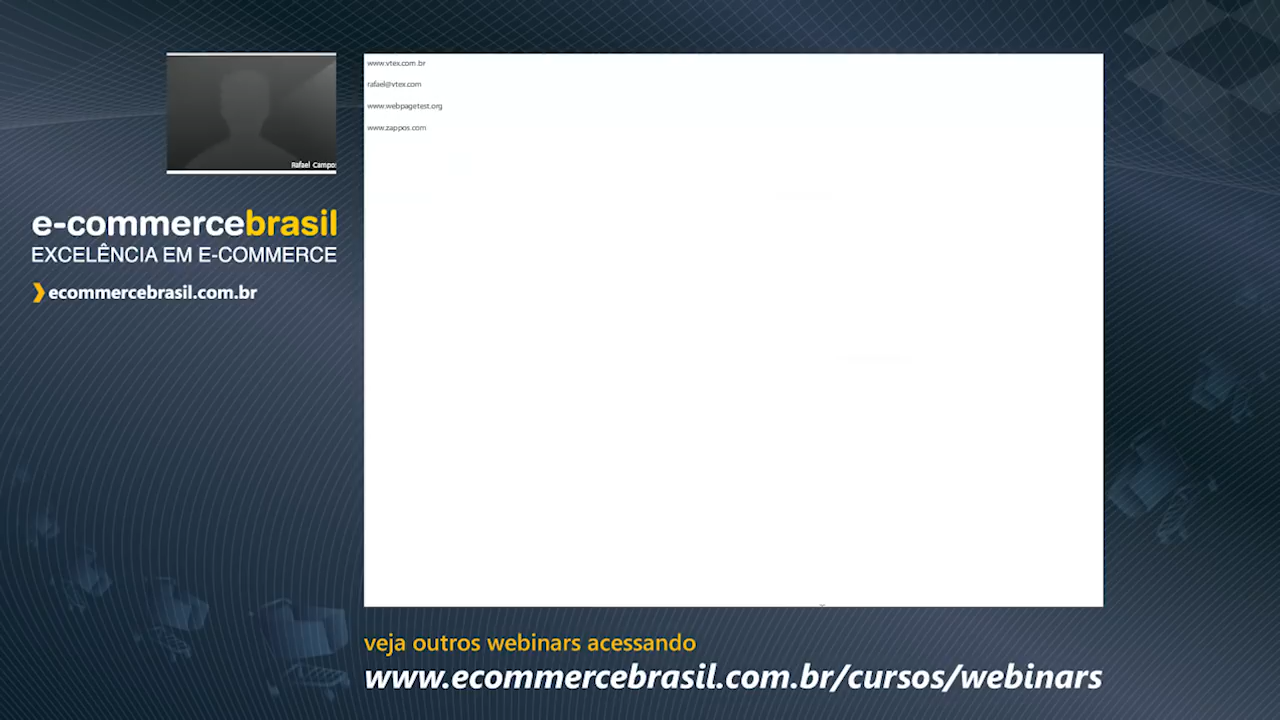 www.vtex.com.br
rafael@vtex.com
www.webpagetest.org
www.zappos.com
Rafael Campos
e-commercebrasil
EXCELÊNCIA EM E-COMMERCE
ecommercebrasil.com.br
veja outros webinars acessando
www.ecommercebrasil.com.br/cursos/webinars